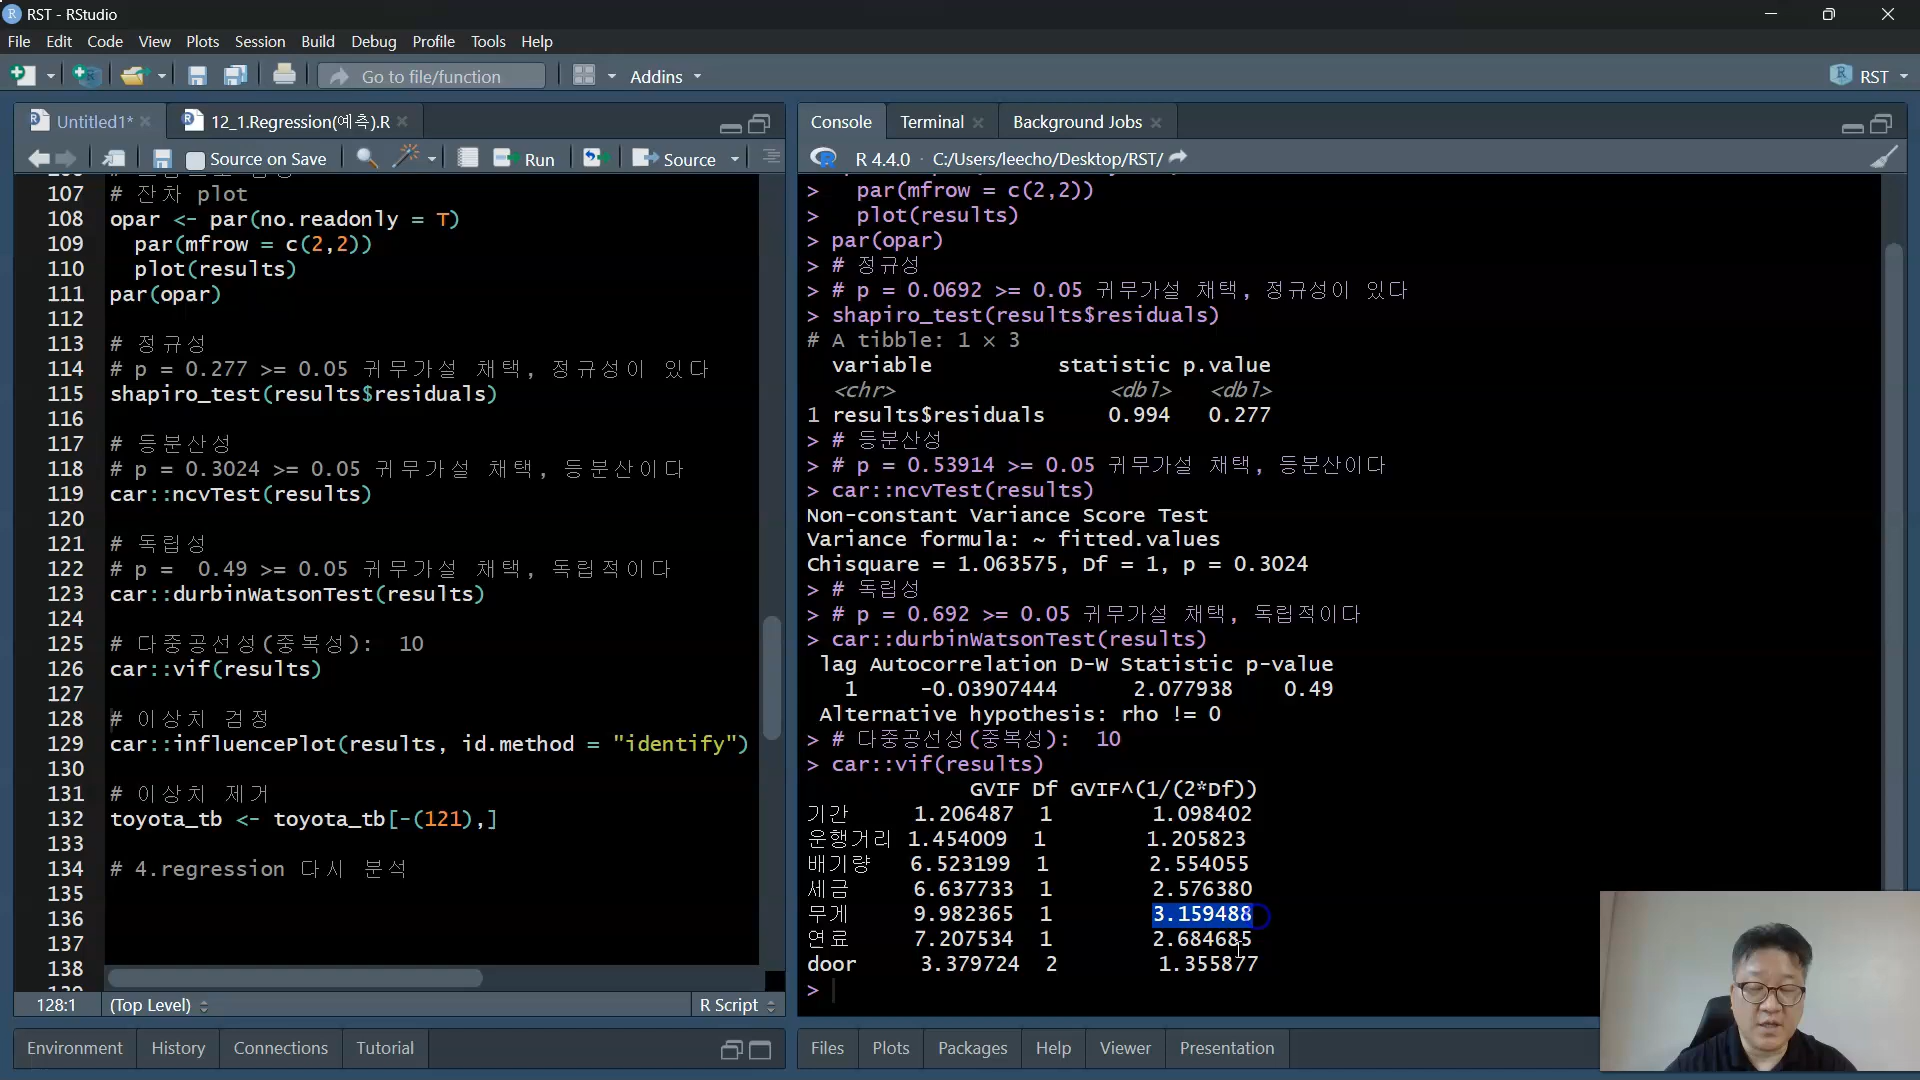 RST - RStudio
File Edit Code View Plots Session Build Debug Profile Tools Help
Go to file/function Addins RST
Untitled1* 12_1.Regression(예측).R
Source on Save Run Source
107 # 잔차 plot
108 opar <- par(no.readonly = T)
109 par(mfrow = c(2,2))
110 plot(results)
111 par(opar)
112
113 # 정규성
114 # p = 0.277 >= 0.05 귀무가설 채택, 정규성이 있다
115 shapiro_test(results$residuals)
116
117 # 등분산성
118 # p = 0.3024 >= 0.05 귀무가설 채택, 등분산이다
119 car::ncvTest(results)
120
121 # 독립성
122 # p =  0.49 >= 0.05 귀무가설 채택, 독립적이다
123 car::durbinWatsonTest(results)
124
125 # 다중공선성(중복성):  10
126 car::vif(results)
127
128 # 이상치 검정
129 car::influencePlot(results, id.method = "identify")
130
131 # 이상치 제거
132 toyota_tb <- toyota_tb[-(121),]
133
134 # 4.regression 다시 분석
135
136
137
138
128:1 (Top Level) R Script
Environment History Connections Tutorial
Console Terminal Background Jobs
R 4.4.0 · C:/Users/leecho/Desktop/RST/
>   par(mfrow = c(2,2))
>   plot(results)
> par(opar)
> # 정규성
> # p = 0.0692 >= 0.05 귀무가설 채택, 정규성이 있다
> shapiro_test(results$residuals)
# A tibble: 1 × 3
variable statistic p.value
<chr> <dbl> <dbl>
1 results$residuals 0.994 0.277
> # 등분산성
> # p = 0.53914 >= 0.05 귀무가설 채택, 등분산이다
> car::ncvTest(results)
Non-constant Variance Score Test
Variance formula: ~ fitted.values
Chisquare = 1.063575, Df = 1, p = 0.3024
> # 독립성
> # p = 0.692 >= 0.05 귀무가설 채택, 독립적이다
> car::durbinWatsonTest(results)
lag Autocorrelation D-W Statistic p-value
1 -0.03907444 2.077938 0.49
Alternative hypothesis: rho != 0
> # 다중공선성(중복성):  10
> car::vif(results)
GVIF Df GVIF^(1/(2*Df))
기간 1.206487 1 1.098402
운행거리 1.454009 1 1.205823
배기량 6.523199 1 2.554055
세금 6.637733 1 2.576380
무게 9.982365 1 3.159488
연료 7.207534 1 2.684685
door 3.379724 2 1.355877
>
Files Plots Packages Help Viewer Presentation